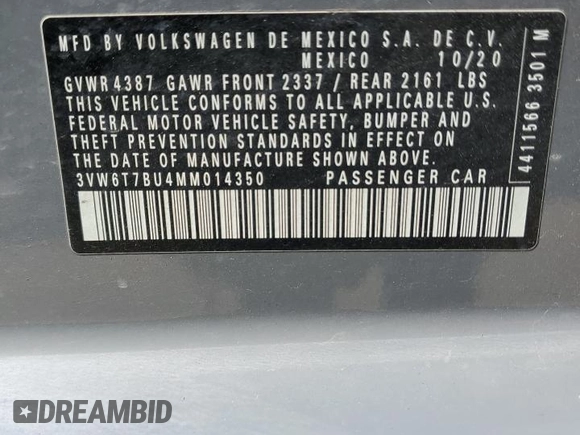 MFD BY VOLKSWAGEN DE MEXICO S.A. DE C.V.
MEXICO 10/20
GVWR 4387 GAWR FRONT 2337 / REAR 2161 LBS
THIS VEHICLE CONFORMS TO ALL APPLICABLE U.S.
FEDERAL MOTOR VEHICLE SAFETY, BUMPER AND
THEFT PREVENTION STANDARDS IN EFFECT ON
THE DATE OF MANUFACTURE SHOWN ABOVE.
3VW6T7BU4MM014350 PASSENGER CAR
4411566 3501 M
DREAMBID